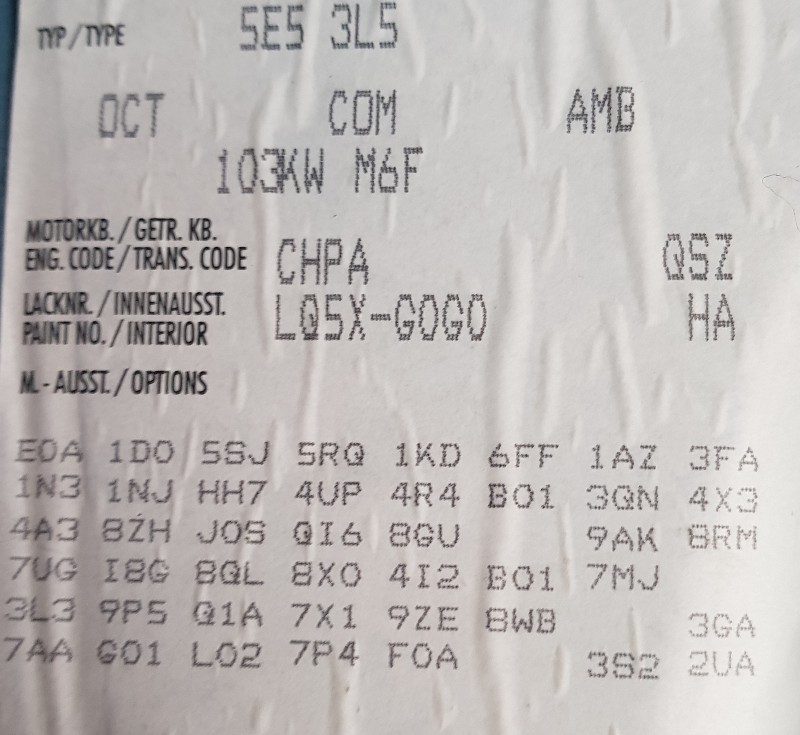 TYP/TYPE 5E5 3L5
OCT COM AMB
103KW M6F
MOTORKB./GETR. KB.
ENG. CODE/TRANS. CODE CHPA QSZ
LACKNR./INNENAUSST.
PAINT NO./INTERIOR LQ5X-G0G0 HA
M.-AUSST./OPTIONS
E0A 1D0 5SJ 5RQ 1KD 6FF 1AZ 3FA
1N3 1NJ HH7 4UP 4R4 B01 3QN 4X3
4A3 8ZH J0S QI6 8GU 9AK 8RM
7UG I8G 8QL 8X0 4I2 B01 7MJ
3L3 9P5 Q1A 7X1 9ZE 8WB 3GA
7AA G01 L02 7P4 F0A 3S2 2UA